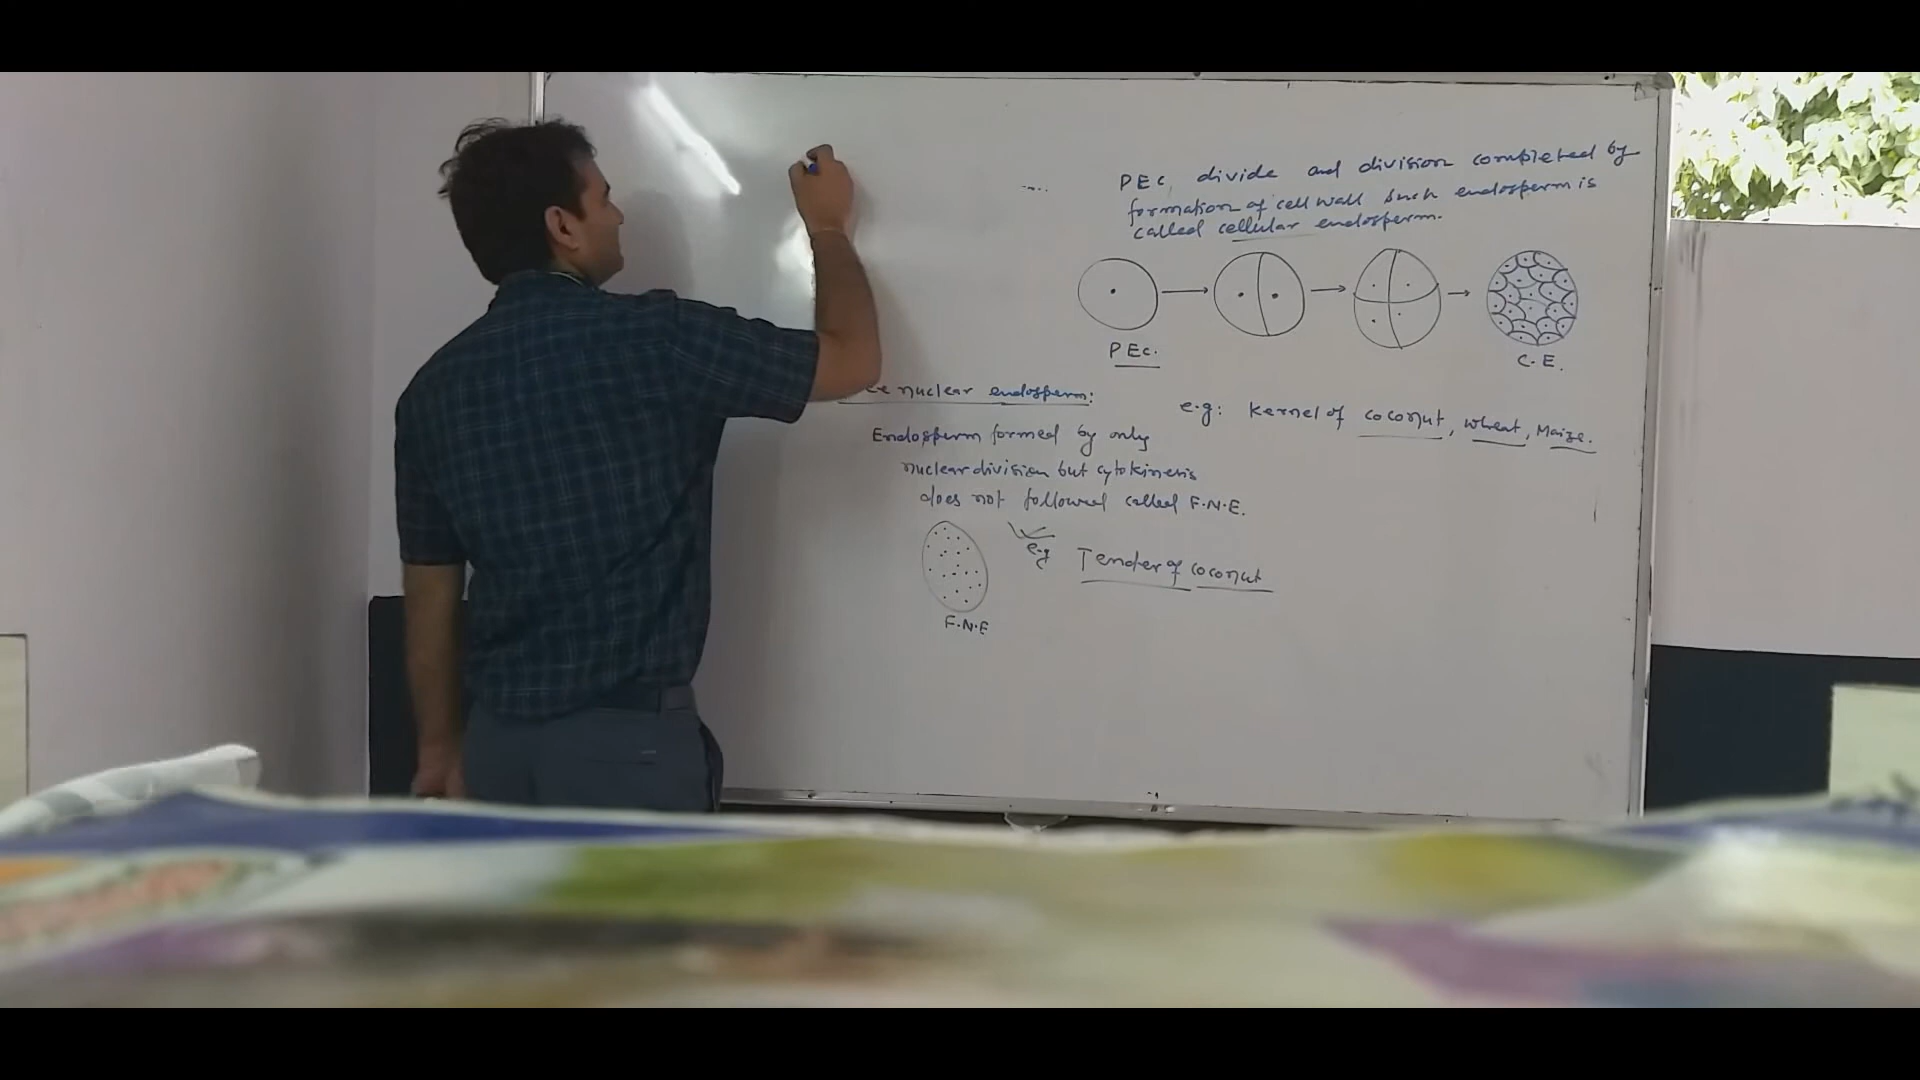 PEC divide and division completed by
formation of cell wall such endosperm is
called cellular endosperm.
PEC.
C.E.
nuclear endosperm:
e.g: Kernel of coconut, wheat, Maize.
Endosperm formed by only
nuclear division but cytokinesis
does not followed called F.N.E.
e.g Tender of coconut
F.N.E